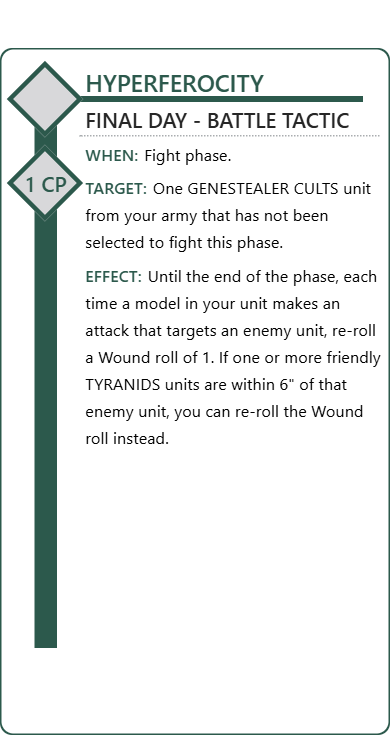 HYPERFEROCITY
FINAL DAY - BATTLE TACTIC
WHEN: Fight phase.
1 CP
TARGET: One GENESTEALER CULTS unit
from your army that has not been
selected to fight this phase.
EFFECT: Until the end of the phase, each
time a model in your unit makes an
attack that targets an enemy unit, re-roll
a Wound roll of 1. If one or more friendly
TYRANIDS units are within 6" of that
enemy unit, you can re-roll the Wound
roll instead.